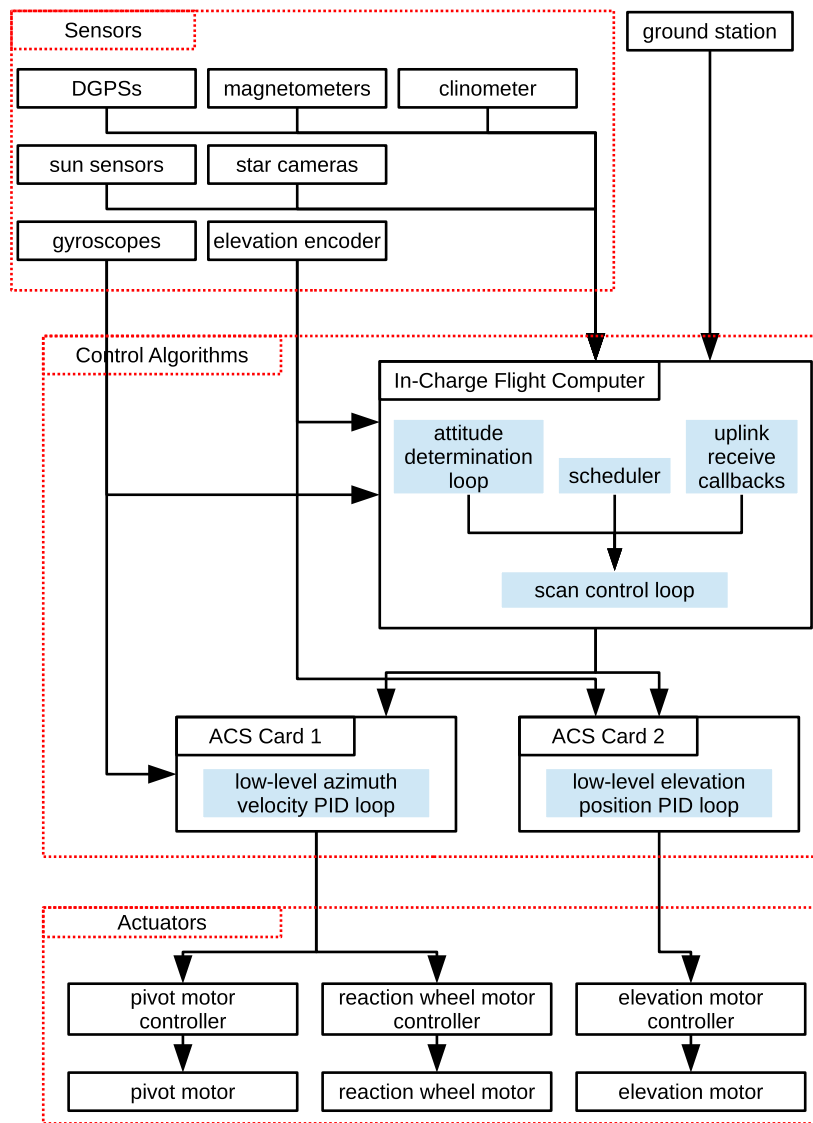 Sensors
ground station
DGPSs
magnetometers
clinometer
sun sensors
star cameras
gyroscopes
elevation encoder
Control Algorithms
In-Charge Flight Computer
attitude
determination
loop
scheduler
uplink
receive
callbacks
scan control loop
ACS Card 1
low-level azimuth
velocity PID loop
ACS Card 2
low-level elevation
position PID loop
Actuators
pivot motor
controller
reaction wheel motor
controller
elevation motor
controller
pivot motor
reaction wheel motor
elevation motor